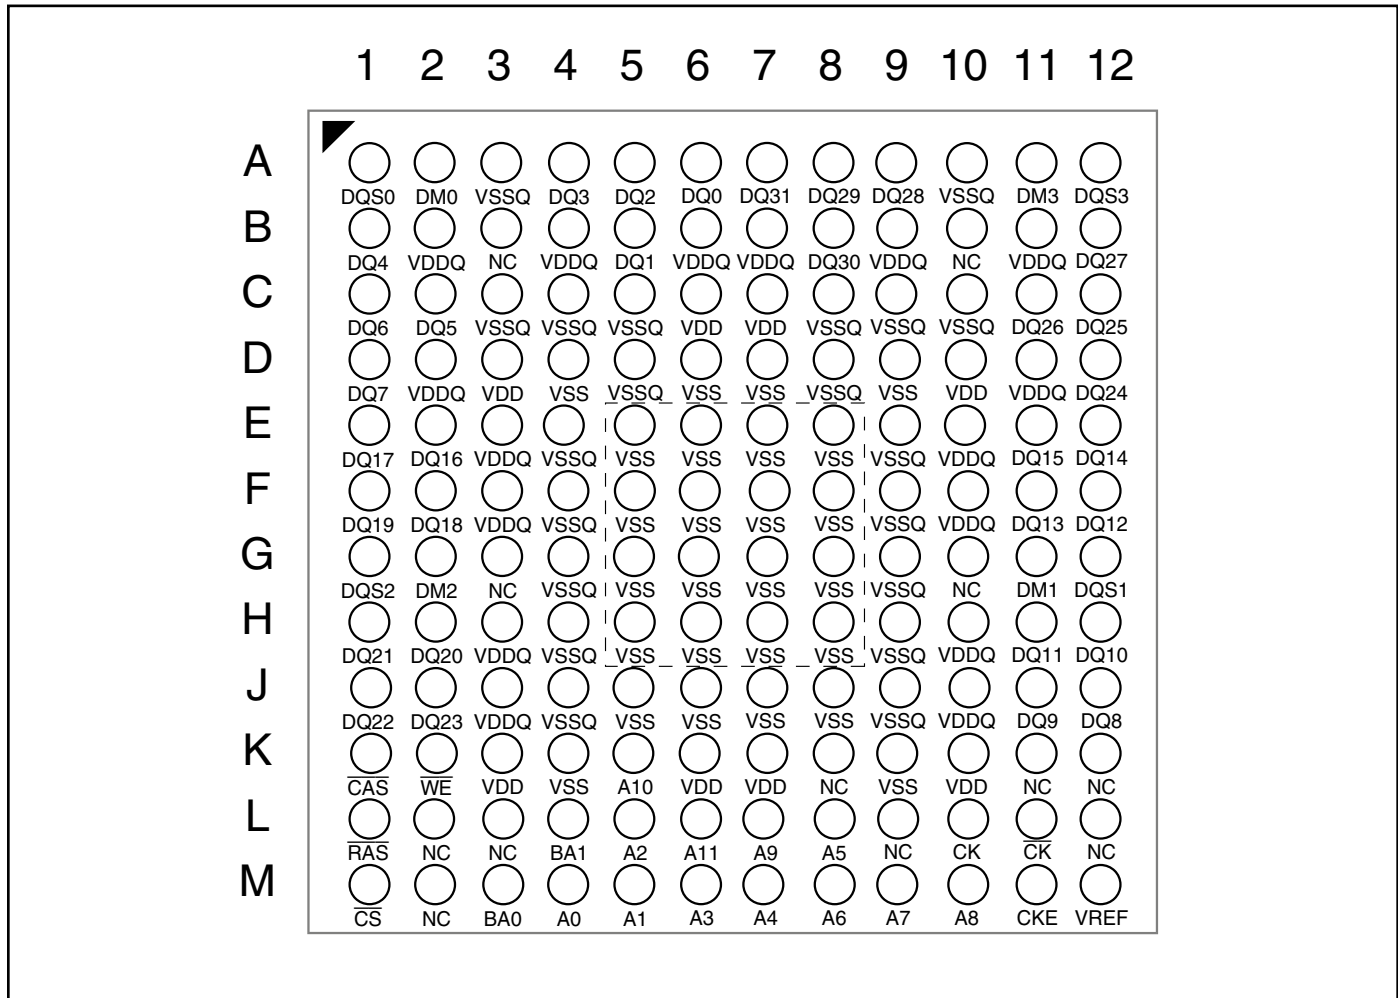 1 2 3 4 5 6 7 8 9 10 11 12
A
DQS0 DM0 VSSQ DQ3 DQ2 DQ0 DQ31 DQ29 DQ28 VSSQ DM3 DQS3
B
DQ4 VDDQ NC VDDQ DQ1 VDDQ VDDQ DQ30 VDDQ NC VDDQ DQ27
C
DQ6 DQ5 VSSQ VSSQ VSSQ VDD VDD VSSQ VSSQ VSSQ DQ26 DQ25
D
DQ7 VDDQ VDD VSS VSSQ VSS VSS VSSQ VSS VDD VDDQ DQ24
E
DQ17 DQ16 VDDQ VSSQ VSS VSS VSS VSS VSSQ VDDQ DQ15 DQ14
F
DQ19 DQ18 VDDQ VSSQ VSS VSS VSS VSS VSSQ VDDQ DQ13 DQ12
G
DQS2 DM2 NC VSSQ VSS VSS VSS VSS VSSQ NC DM1 DQS1
H
DQ21 DQ20 VDDQ VSSQ VSS VSS VSS VSS VSSQ VDDQ DQ11 DQ10
J
DQ22 DQ23 VDDQ VSSQ VSS VSS VSS VSS VSSQ VDDQ DQ9 DQ8
K
C̅A̅S̅ W̅E̅ VDD VSS A10 VDD VDD NC VSS VDD NC NC
L
R̅A̅S̅ NC NC BA1 A2 A11 A9 A5 NC CK C̅K̅ NC
M
C̅S̅ NC BA0 A0 A1 A3 A4 A6 A7 A8 CKE VREF